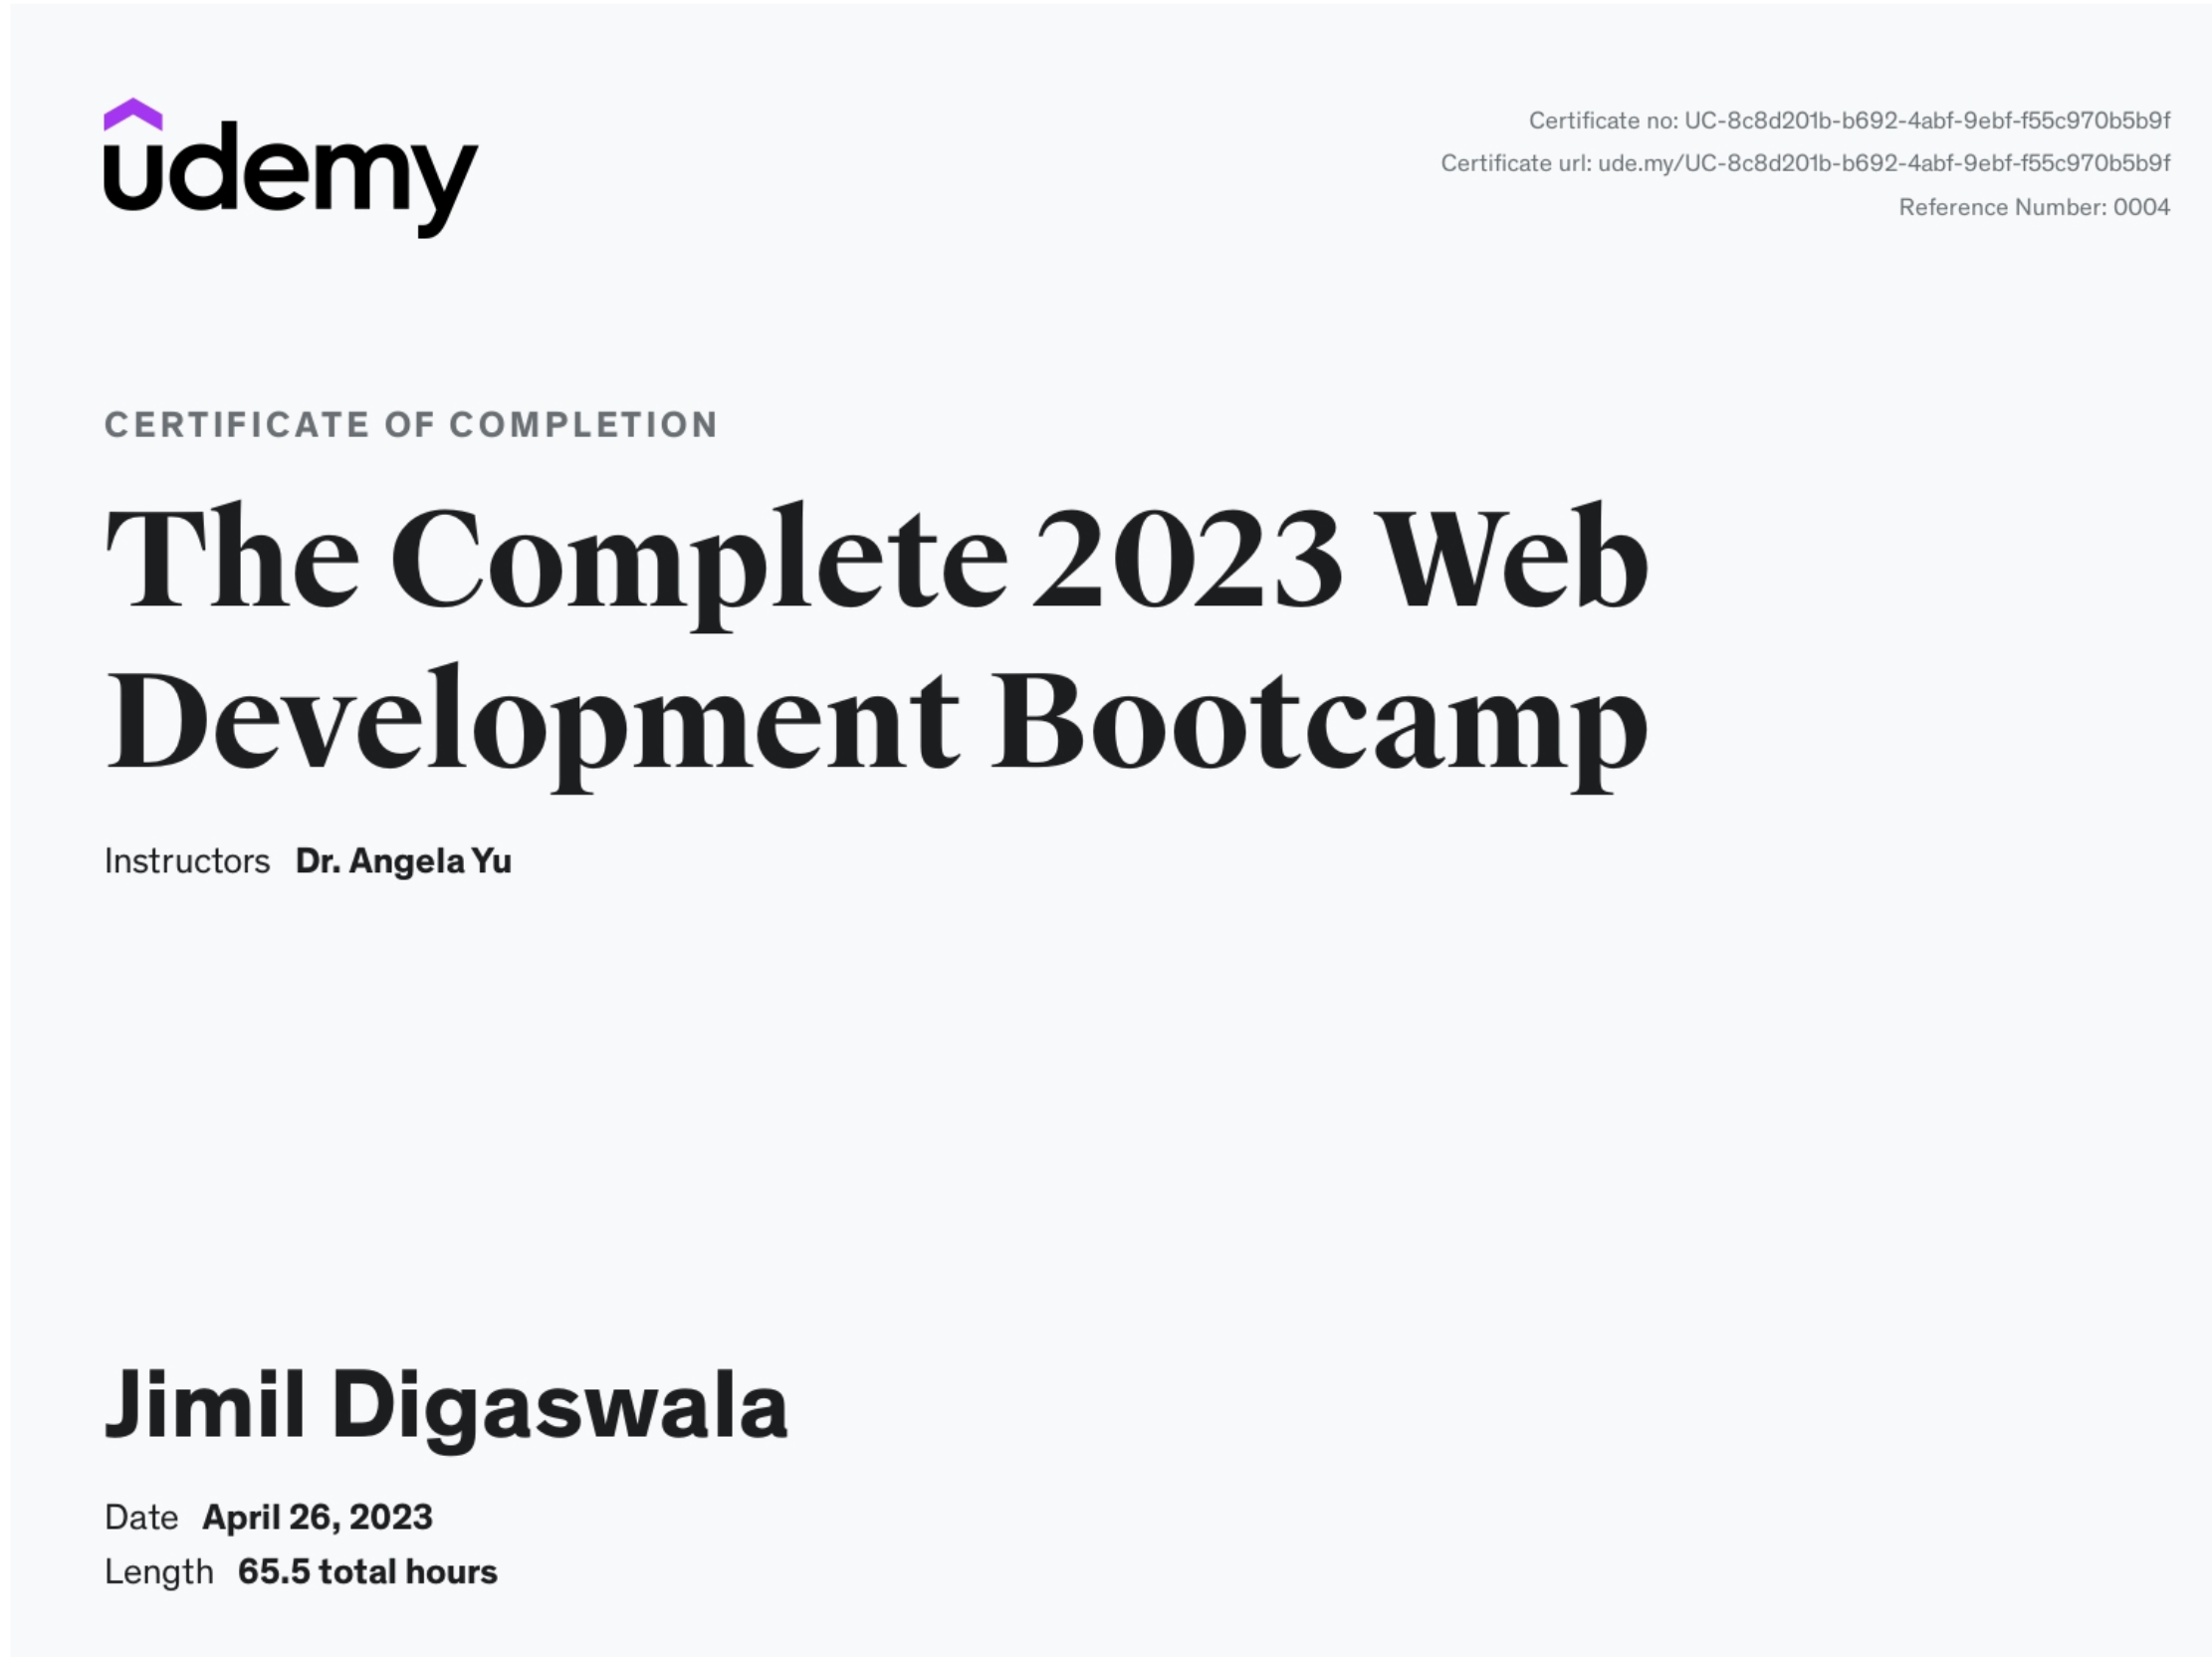 udemy
Certificate no: UC-8c8d201b-b692-4abf-9ebf-f55c970b5b9f
Certificate url: ude.my/UC-8c8d201b-b692-4abf-9ebf-f55c970b5b9f
Reference Number: 0004
CERTIFICATE OF COMPLETION
The Complete 2023 Web
Development Bootcamp
Instructors Dr. Angela Yu
Jimil Digaswala
Date April 26, 2023
Length 65.5 total hours